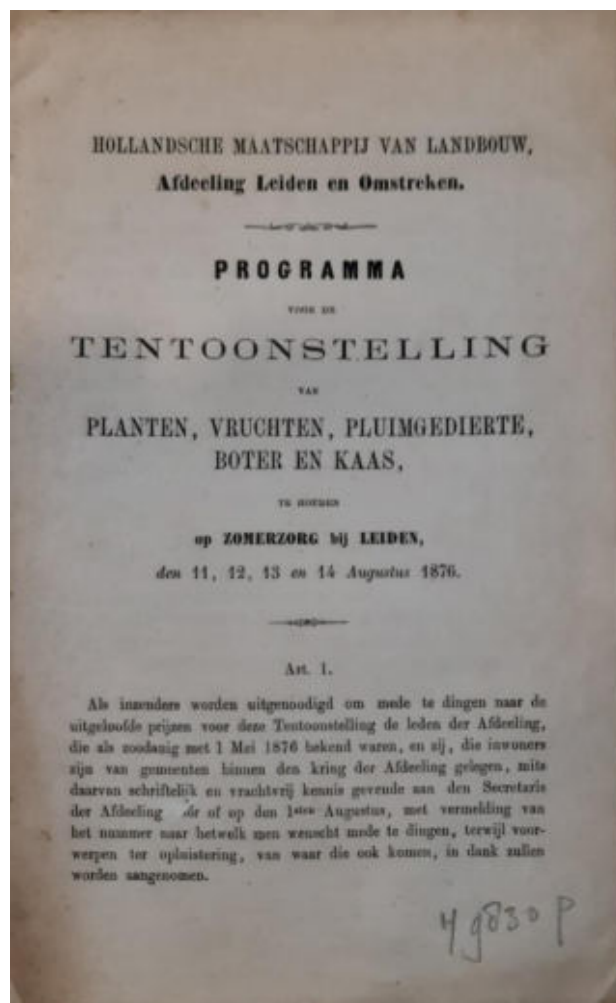 HOLLANDSCHE MAATSCHAPPIJ VAN LANDBOUW,
Afdeeling Leiden en Omstreken.
PROGRAMMA
VOOR DE
TENTOONSTELLING
VAN
PLANTEN, VRUCHTEN, PLUIMGEDIERTE,
BOTER EN KAAS,
TE HOUDEN
op ZOMERZORG bij LEIDEN,
den 11, 12, 13 en 14 Augustus 1876.
Art. 1.
Als inzenders worden uitgenoodigd om mede te dingen naar de
uitgeloofde prijzen voor deze Tentoonstelling de leden der Afdeeling,
die als zoodanig met 1 Mei 1876 bekend waren, en zij, die inwoners
zijn van gemeenten binnen den kring der Afdeeling gelegen, mits
daarvan schriftelijk en vrachtvrij kennis gevende aan den Secretaris
der Afdeeling of op den 1sten Augustus, met vermelding van
het nummer naar hetwelk men wenscht mede te dingen, terwijl voor-
werpen ter opluistering, van waar die ook komen, in dank zullen
worden aangenomen.